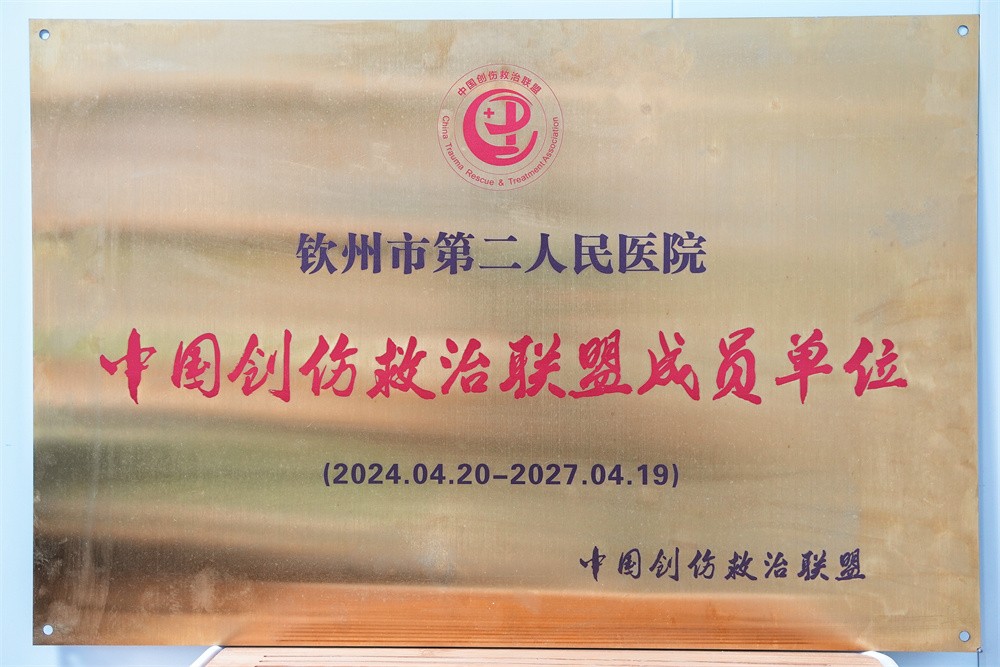 中国创伤救治联盟
China Trauma Rescue & Treatment Association
钦州市第二人民医院
中国创伤救治联盟成员单位
(2024.04.20-2027.04.19)
中国创伤救治联盟